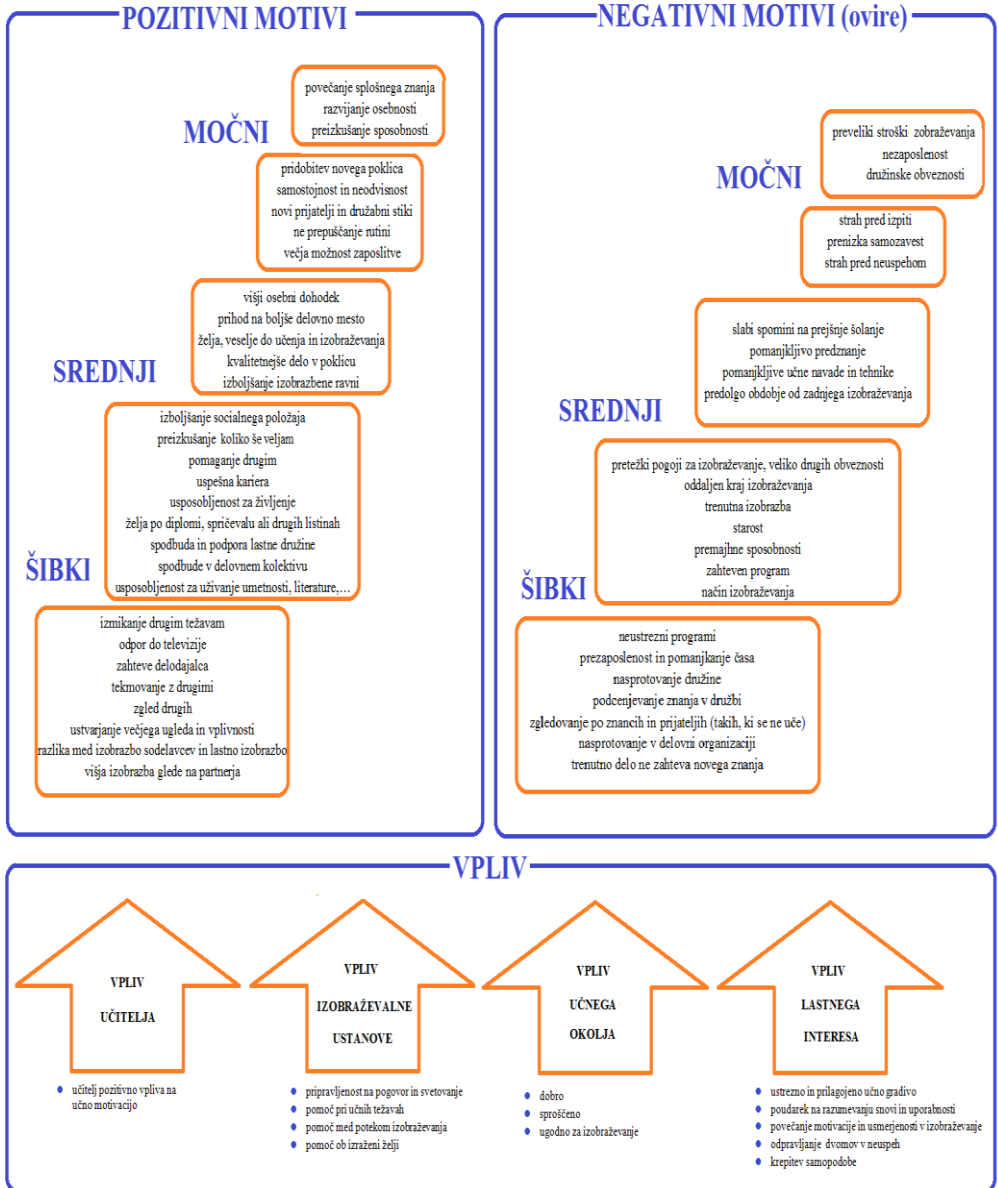 POZITIVNI MOTIVI
povečanje splošnega znanja
razvijanje osebnosti
preizkušanje sposobnosti
MOČNI
pridobitev novega poklica
samostojnost in neodvisnost
novi prijatelji in družabni stiki
ne prepuščanje rutini
večja možnost zaposlitve
višji osebni dohodek
prihod na boljše delovno mesto
želja, veselje do učenja in izobraževanja
kvalitetnejše delo v poklicu
izboljšanje izobrazbene ravni
SREDNJI
izboljšanje socialnega položaja
preizkušanje koliko še veljam
pomaganje drugim
uspešna kariera
usposobljenost za življenje
želja po diplomi, spričevalu ali drugih listinah
spodbuda in podpora lastne družine
spodbude v delovnem kolektivu
usposobljenost za uživanje umetnosti, literature,…
ŠIBKI
izmikanje drugim težavam
odpor do televizije
zahteve delodajalca
tekmovanje z drugimi
zgled drugih
ustvarjanje večjega ugleda in vplivnosti
razlika med izobrazbo sodelavcev in lastno izobrazbo
višja izobrazba glede na partnerja
NEGATIVNI MOTIVI (ovire)
preveliki stroški zobraževanja
nezaposlenost
družinske obveznosti
MOČNI
strah pred izpiti
prenizka samozavest
strah pred neuspehom
slabi spomini na prejšnje šolanje
pomanjkljivo predznanje
pomanjkljive učne navade in tehnike
predolgo obdobje od zadnjega izobraževanja
SREDNJI
pretežki pogoji za izobraževanje, veliko drugih obveznosti
oddaljen kraj izobraževanja
trenutna izobrazba
starost
premajhne sposobnosti
zahteven program
način izobraževanja
ŠIBKI
neustrezni programi
prezaposlenost in pomanjkanje časa
nasprotovanje družine
podcenjevanje znanja v družbi
zgledovanje po znancih in prijateljih (takih, ki se ne uče)
nasprotovanje v delovni organizaciji
trenutno delo ne zahteva novega znanja
VPLIV
VPLIV
UČITELJA
učitelj pozitivno vpliva na
učno motivacijo
VPLIV
IZOBRAŽEVALNE
USTANOVE
pripravljenost na pogovor in svetovanje
pomoč pri učnih težavah
pomoč med potekom izobraževanja
pomoč ob izraženi želji
VPLIV
UČNEGA
OKOLJA
dobro
sproščeno
ugodno za izobraževanje
VPLIV
LASTNEGA
INTERESA
ustrezno in prilagojeno učno gradivo
poudarek na razumevanju snovi in uporabnosti
povečanje motivacije in usmerjenosti v izobraževanje
odpravljanje dvomov v neuspeh
krepitev samopodobe